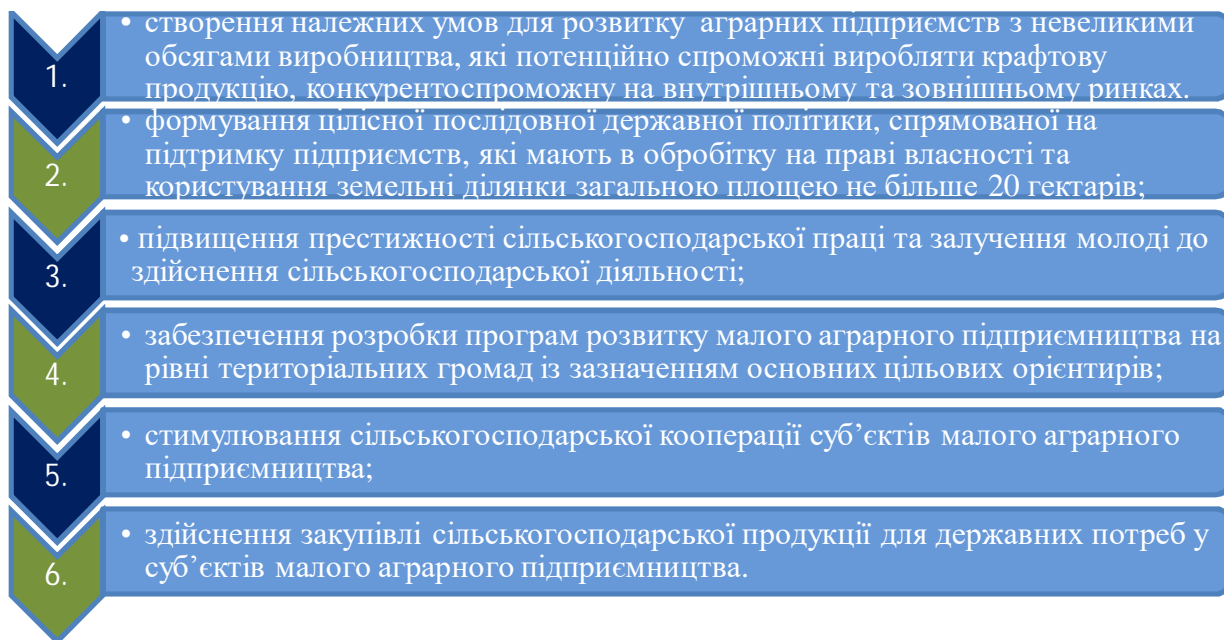 1.
• створення належних умов для розвитку аграрних підприємств з невеликими
обсягами виробництва, які потенційно спроможні виробляти крафтову
продукцію, конкурентоспроможну на внутрішньому та зовнішньому ринках.
2.
• формування цілісної послідовної державної політики, спрямованої на
підтримку підприємств, які мають в обробітку на праві власності та
користування земельні ділянки загальною площею не більше 20 гектарів;
3.
• підвищення престижності сільськогосподарської праці та залучення молоді до
здійснення сільськогосподарської діяльності;
4.
• забезпечення розробки програм розвитку малого аграрного підприємництва на
рівні територіальних громад із зазначенням основних цільових орієнтирів;
5.
• стимулювання сільськогосподарської кооперації суб’єктів малого аграрного
підприємництва;
6.
• здійснення закупівлі сільськогосподарської продукції для державних потреб у
суб’єктів малого аграрного підприємництва.